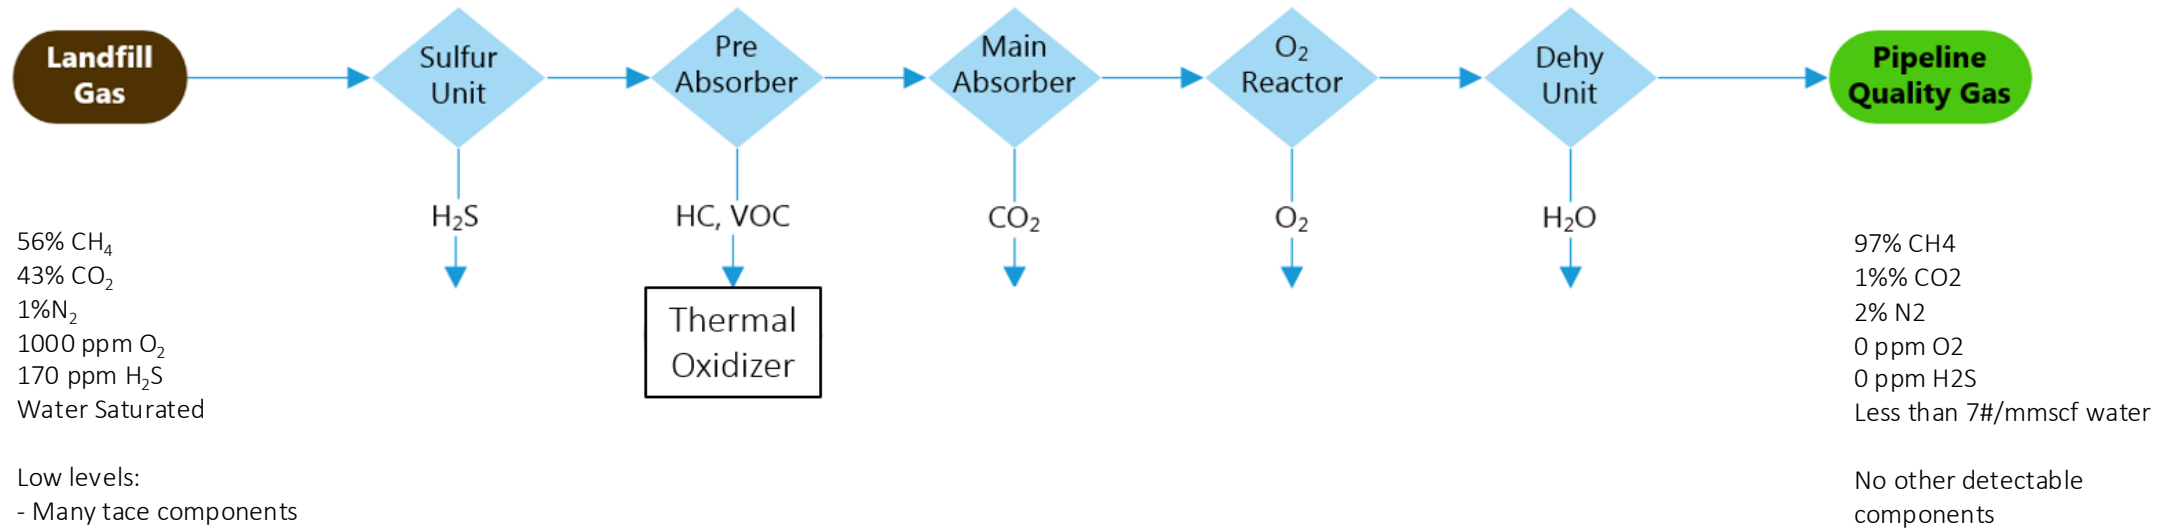 Landfill
Gas
Sulfur
Unit
Pre
Absorber
Main
Absorber
O₂
Reactor
Dehy
Unit
Pipeline
Quality Gas
H₂S
HC, VOC
CO₂
O₂
H₂O
Thermal
Oxidizer
56% CH₄
43% CO₂
1%N₂
1000 ppm O₂
170 ppm H₂S
Water Saturated
Low levels:
- Many tace components
97% CH4
1%% CO2
2% N2
0 ppm O2
0 ppm H2S
Less than 7#/mmscf water
No other detectable
components